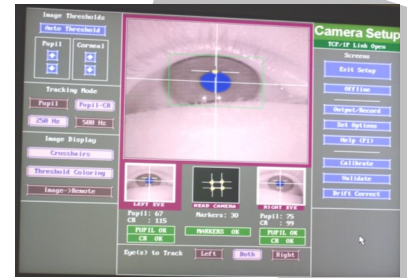 Image Thresholds
Auto Threshold
Pupil
Corneal
Tracking Mode
Pupil
Pupil-CR
250 Hz
500 Hz
Image Display
Crosshairs
Threshold Coloring
Image->Remote
LEFT EYE
HEAD CAMERA
RIGHT EYE
Pupil: 67
CR : 115
Markers: 30
Pupil: 75
CR : 99
PUPIL OK
CR OK
MARKERS OK
PUPIL OK
CR OK
Eye(s) to Track
Left
Both
Right
Camera Setup
TCP/IP Link Open
Screens
Exit Setup
Offline
Output/Record
Set Options
Help (F1)
Calibrate
Validate
Drift Correct